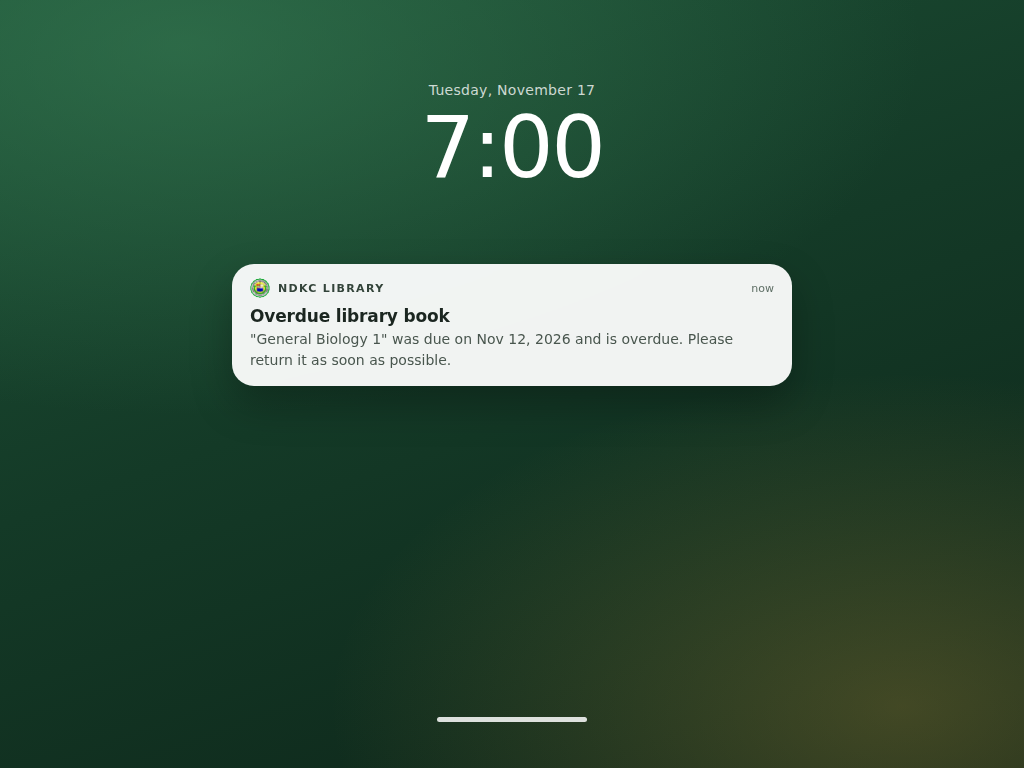 Tuesday, November 17
7:00
NDKC LIBRARY
now
Overdue library book
"General Biology 1" was due on Nov 12, 2026 and is overdue. Please
return it as soon as possible.